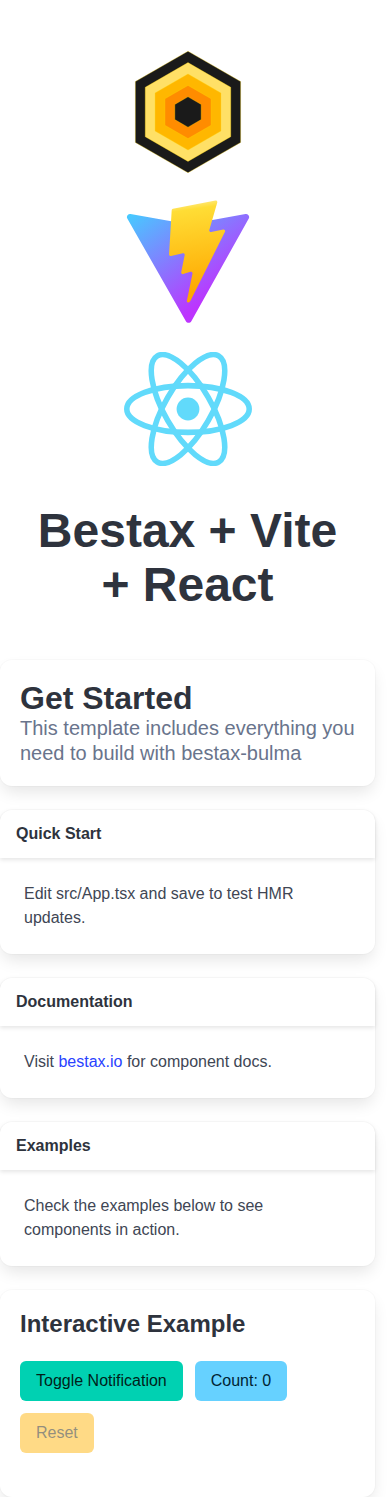 Bestax + Vite
+ React
Get Started
This template includes everything you
need to build with bestax-bulma
Quick Start
Edit src/App.tsx and save to test HMR
updates.
Documentation
Visit bestax.io for component docs.
Examples
Check the examples below to see
components in action.
Interactive Example
Toggle Notification Count: 0
Reset